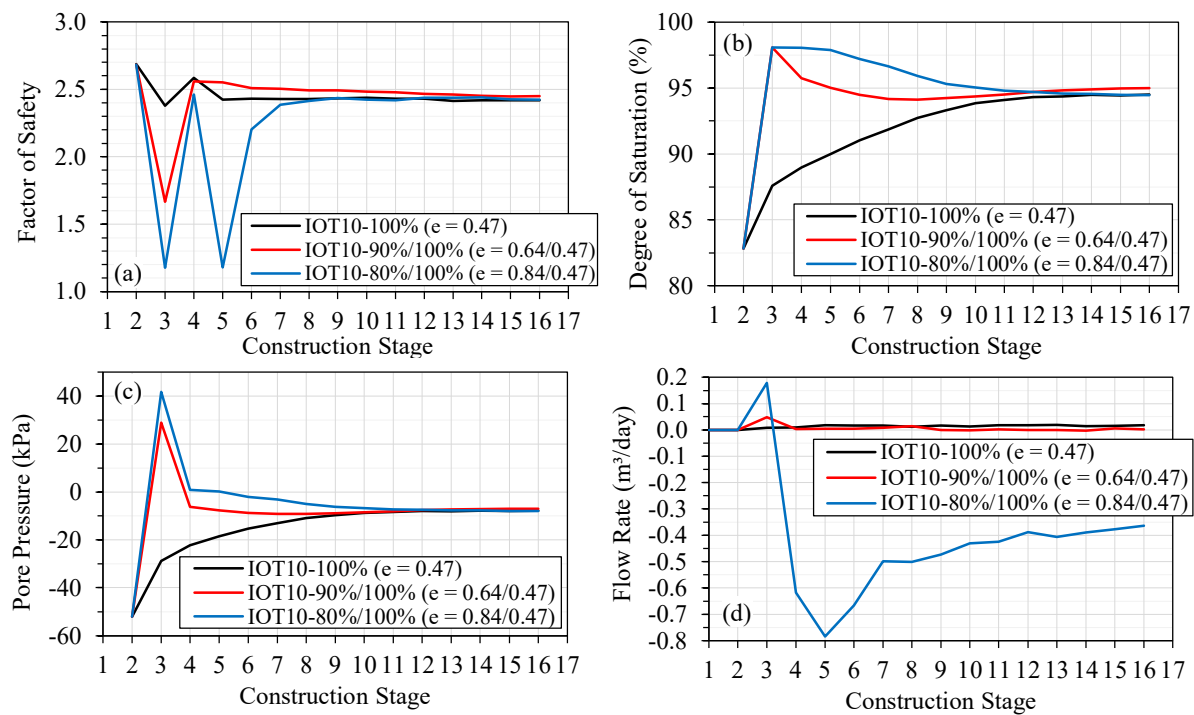 3.0
2.5
2.0
1.5
1.0
Factor of Safety
(a)
IOT10-100% (e = 0.47)
IOT10-90%/100% (e = 0.64/0.47)
IOT10-80%/100% (e = 0.84/0.47)
1 2 3 4 5 6 7 8 9 10 11 12 13 14 15 16 17
Construction Stage
100
95
90
85
80
Degree of Saturation (%)
(b)
IOT10-100% (e = 0.47)
IOT10-90%/100% (e = 0.64/0.47)
IOT10-80%/100% (e = 0.84/0.47)
1 2 3 4 5 6 7 8 9 10 11 12 13 14 15 16 17
Construction Stage
40
20
0
-20
-40
-60
Pore Pressure (kPa)
(c)
IOT10-100% (e = 0.47)
IOT10-90%/100% (e = 0.64/0.47)
IOT10-80%/100% (e = 0.84/0.47)
1 2 3 4 5 6 7 8 9 10 11 12 13 14 15 16 17
Construction Stage
0.2
0.1
0.0
-0.1
-0.2
-0.3
-0.4
-0.5
-0.6
-0.7
-0.8
Flow Rate (m³/day)
IOT10-100% (e = 0.47)
IOT10-90%/100% (e = 0.64/0.47)
IOT10-80%/100% (e = 0.84/0.47)
(d)
1 2 3 4 5 6 7 8 9 10 11 12 13 14 15 16 17
Construction Stage